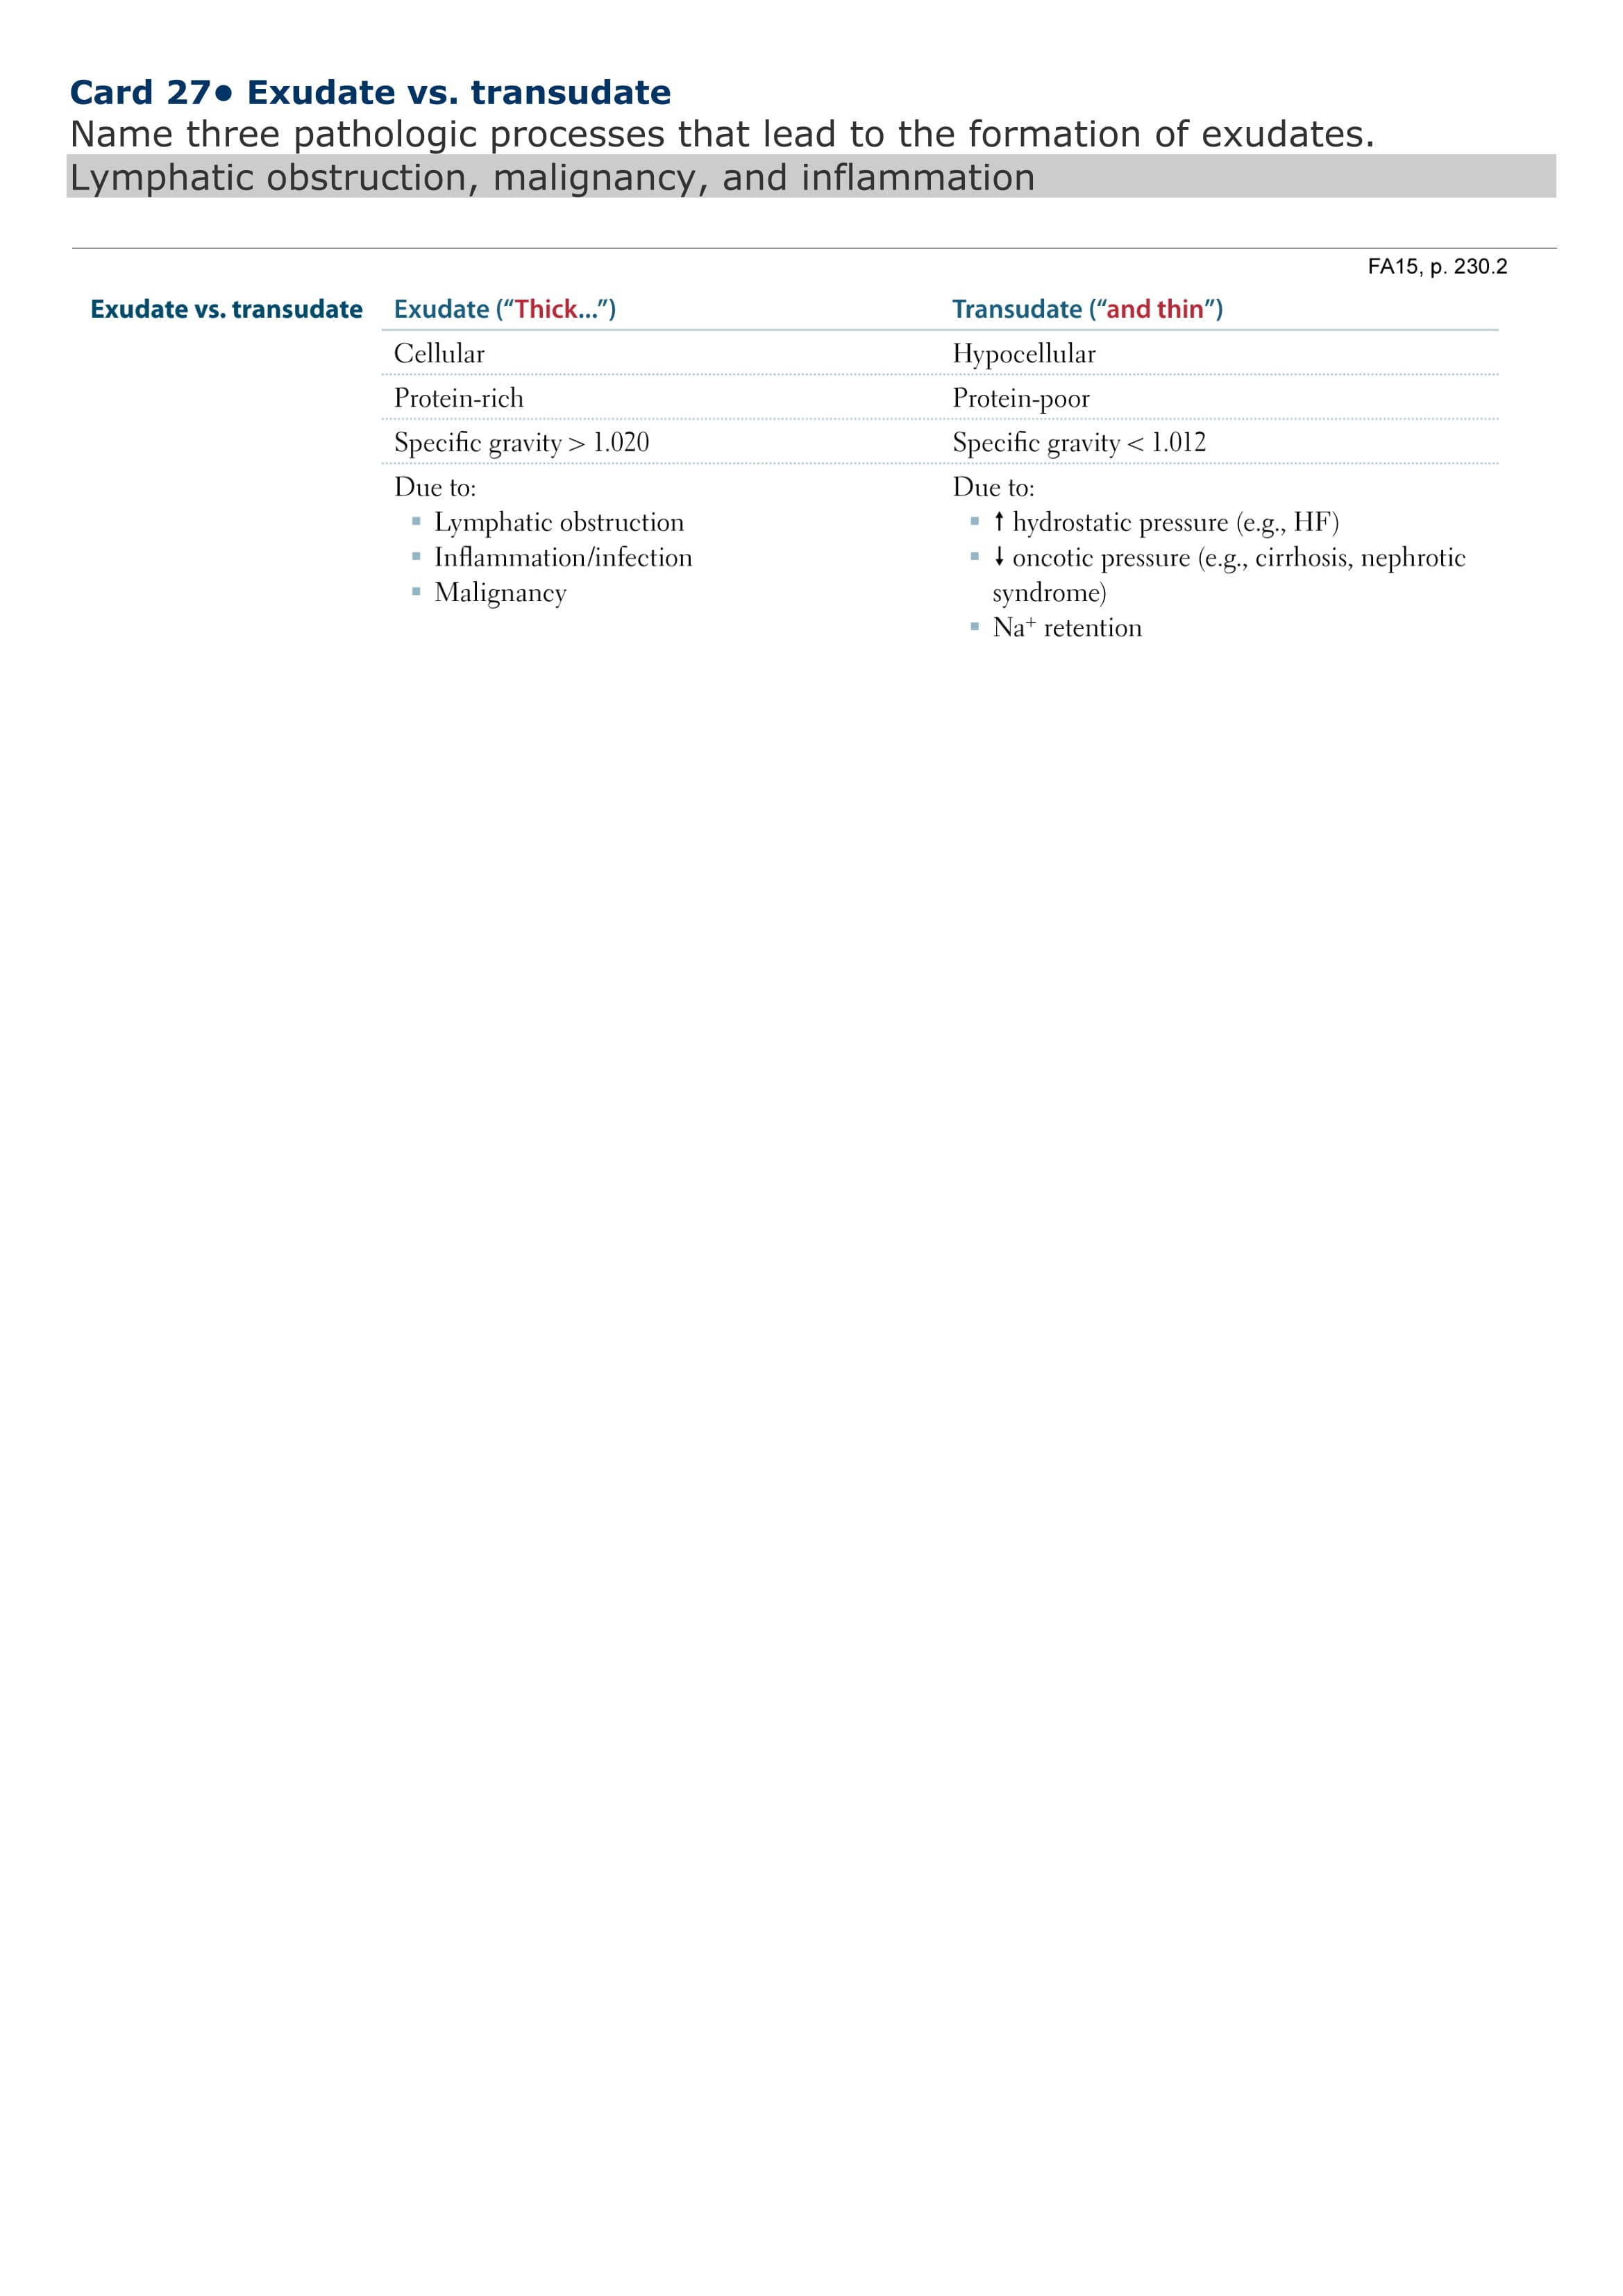 Card 27• Exudate vs. transudate
Name three pathologic processes that lead to the formation of exudates.
Lymphatic obstruction, malignancy, and inflammation
FA15, p. 230.2
Exudate vs. transudate Exudate (“Thick...”) Transudate (“and thin”)
Cellular Hypocellular
Protein-rich Protein-poor
Specific gravity > 1.020 Specific gravity < 1.012
Due to: Due to:
▪ Lymphatic obstruction ▪ ↑ hydrostatic pressure (e.g., HF)
▪ Inflammation/infection ▪ ↓ oncotic pressure (e.g., cirrhosis, nephrotic
▪ Malignancy syndrome)
▪ Na⁺ retention